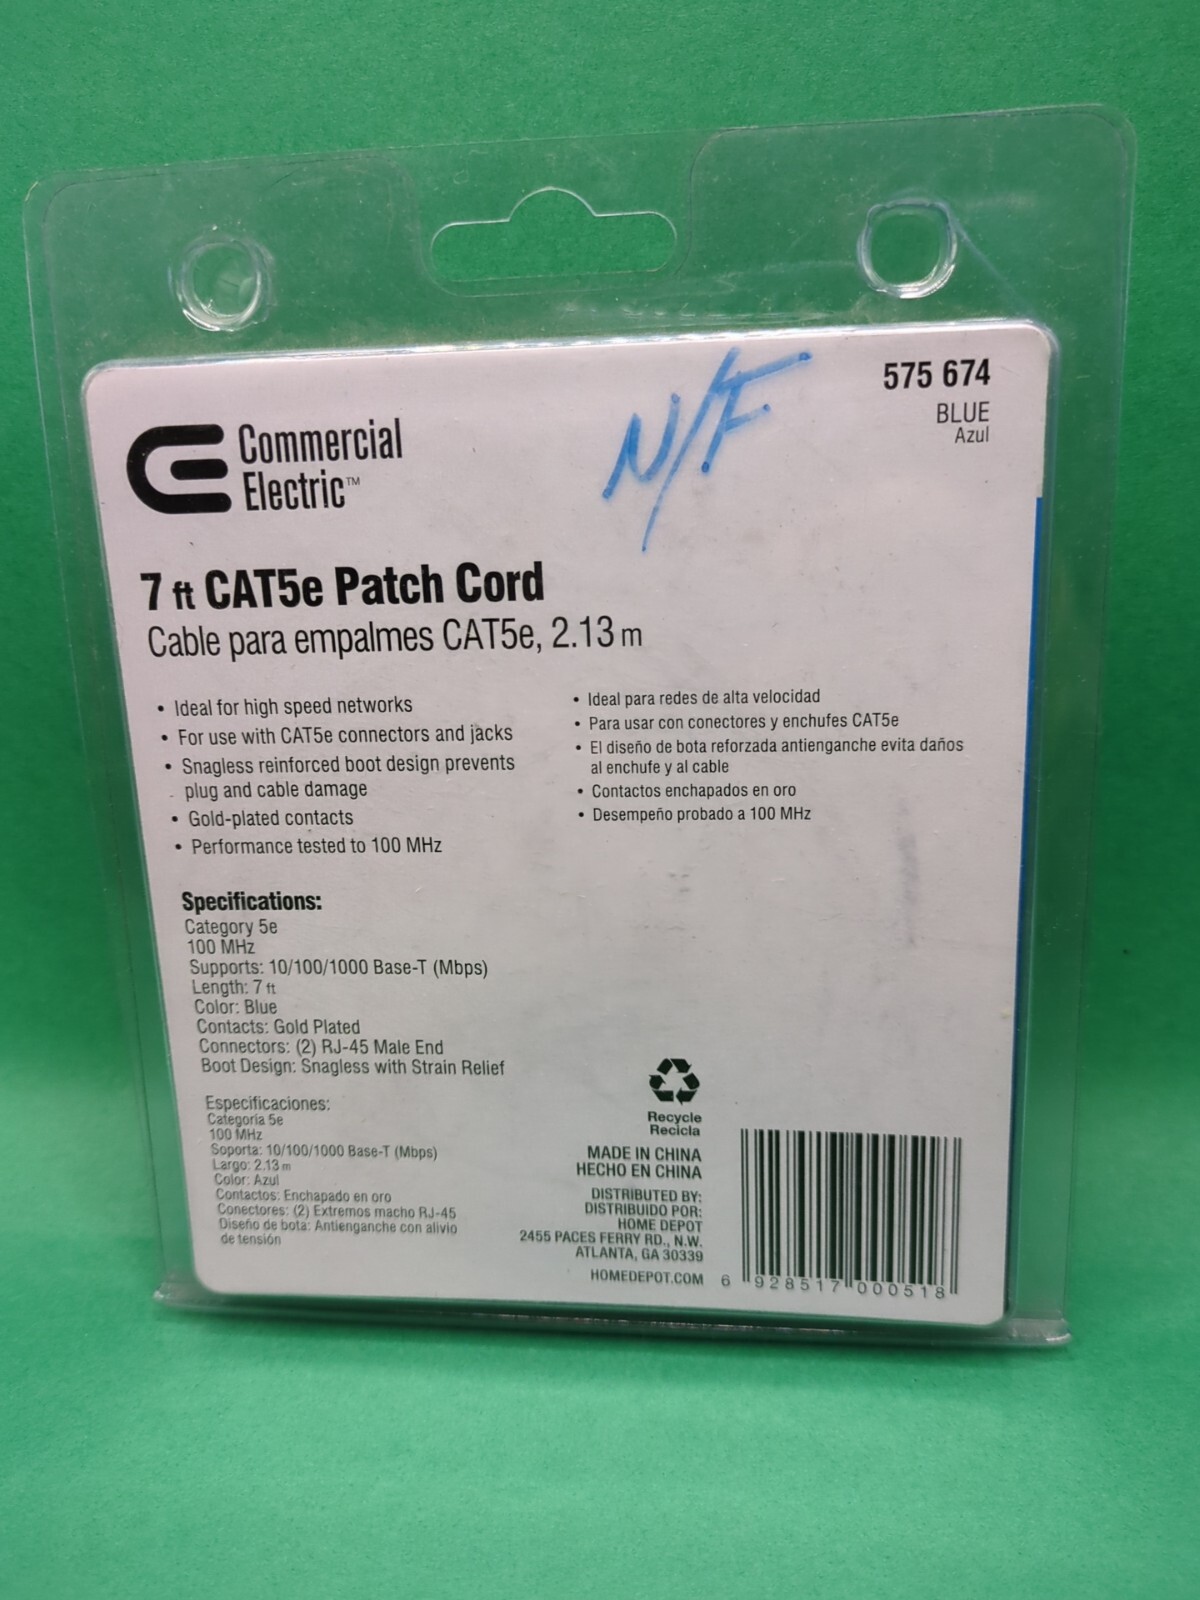 N/F.
575 674
BLUE
Azul
Commercial
Electric™
7 ft CAT5e Patch Cord
Cable para empalmes CAT5e, 2.13 m
• Ideal for high speed networks
• For use with CAT5e connectors and jacks
• Snagless reinforced boot design prevents
plug and cable damage
• Gold-plated contacts
• Performance tested to 100 MHz
• Ideal para redes de alta velocidad
• Para usar con conectores y enchufes CAT5e
• El diseño de bota reforzada antienganche evita daños
al enchufe y al cable
• Contactos enchapados en oro
• Desempeño probado a 100 MHz
Specifications:
Category 5e
100 MHz
Supports: 10/100/1000 Base-T (Mbps)
Length: 7 ft
Color: Blue
Contacts: Gold Plated
Connectors: (2) RJ-45 Male End
Boot Design: Snagless with Strain Relief
Especificaciones:
Categoría 5e
100 MHz
Soporta: 10/100/1000 Base-T (Mbps)
Largo: 2.13 m
Color: Azul
Contactos: Enchapado en oro
Conectores: (2) Extremos macho RJ-45
Diseño de bota: Antienganche con alivio
de tensión
Recycle
Recicla
MADE IN CHINA
HECHO EN CHINA
DISTRIBUTED BY:
DISTRIBUIDO POR:
HOME DEPOT
2455 PACES FERRY RD., N.W.
ATLANTA, GA 30339
HOMEDEPOT.COM
6 928517 000518